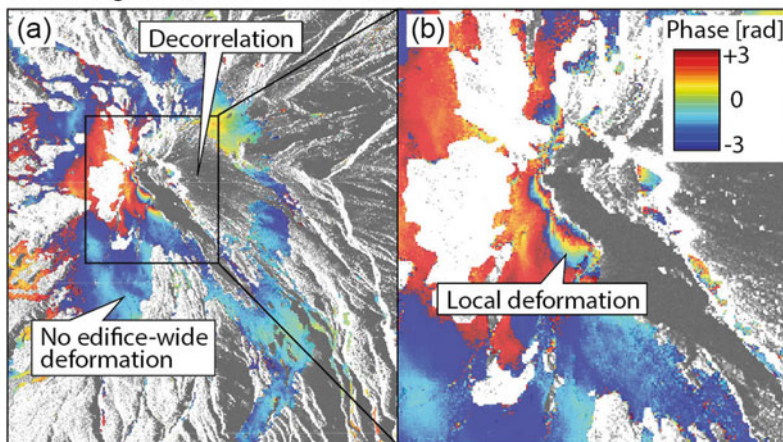 (a)
Decorrelation
No edifice-wide
deformation
(b)
Phase [rad]
+3
0
-3
Local deformation